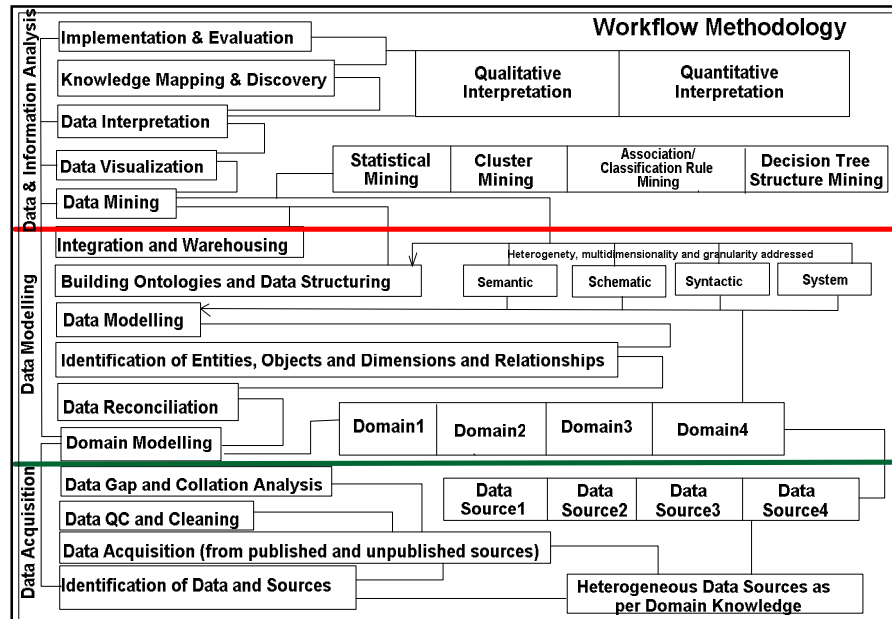 Workflow Methodology
Data & Information Analysis
Implementation & Evaluation
Knowledge Mapping & Discovery
Qualitative
Interpretation
Quantitative
Interpretation
Data Interpretation
Data Visualization
Statistical
Mining
Cluster
Mining
Association/
Classification Rule
Mining
Decision Tree
Structure Mining
Data Mining
Data Modelling
Integration and Warehousing
Heterogenety, multidimensionality and granularity addressed
Building Ontologies and Data Structuring
Semantic
Schematic
Syntactic
System
Data Modelling
Identification of Entities, Objects and Dimensions and Relationships
Data Reconciliation
Domain1
Domain2
Domain3
Domain4
Domain Modelling
Data Acquisition
Data Gap and Collation Analysis
Data
Source1
Data
Source2
Data
Source3
Data
Source4
Data QC and Cleaning
Data Acquisition (from published and unpublished sources)
Identification of Data and Sources
Heterogeneous Data Sources as
per Domain Knowledge